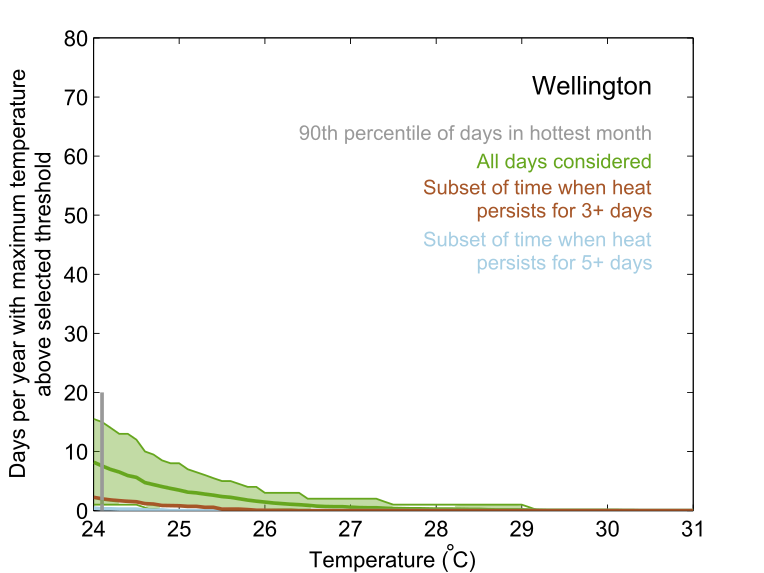 80
70
60
50
40
30
20
10
0
Days per year with maximum temperature
above selected threshold
Wellington
90th percentile of days in hottest month
All days considered
Subset of time when heat
persists for 3+ days
Subset of time when heat
persists for 5+ days
24 25 26 27 28 29 30 31
Temperature (°C)